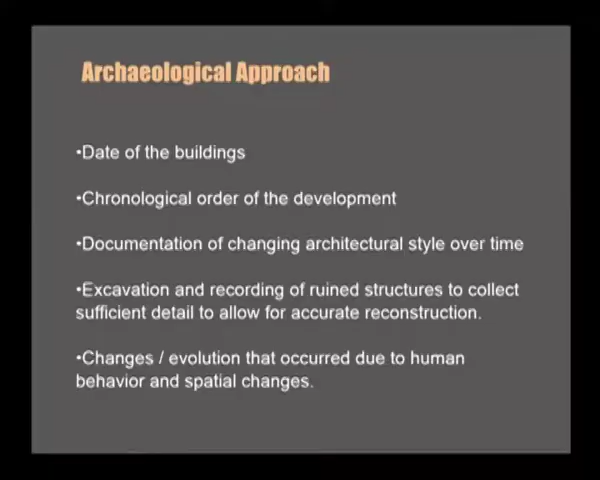 Archaeological Approach
•Date of the buildings
•Chronological order of the development
•Documentation of changing architectural style over time
•Excavation and recording of ruined structures to collect
sufficient detail to allow for accurate reconstruction.
•Changes / evolution that occurred due to human
behavior and spatial changes.